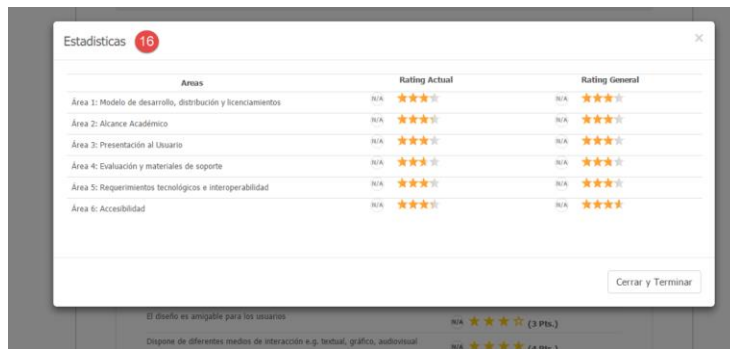 Estadisticas 16
×
Areas Rating Actual Rating General
Área 1: Modelo de desarrollo, distribución y licenciamientos N/A N/A
Área 2: Alcance Académico N/A N/A
Área 3: Presentación al Usuario N/A N/A
Área 4: Evaluación y materiales de soporte N/A N/A
Área 5: Requerimientos tecnológicos e interoperabilidad N/A N/A
Área 6: Accesibilidad N/A N/A
Cerrar y Terminar
El diseño es amigable para los usuarios N/A (3 Pts.)
Dispone de diferentes medios de interacción e.g. textual, gráfico, audiovisual N/A (4 Pts.)